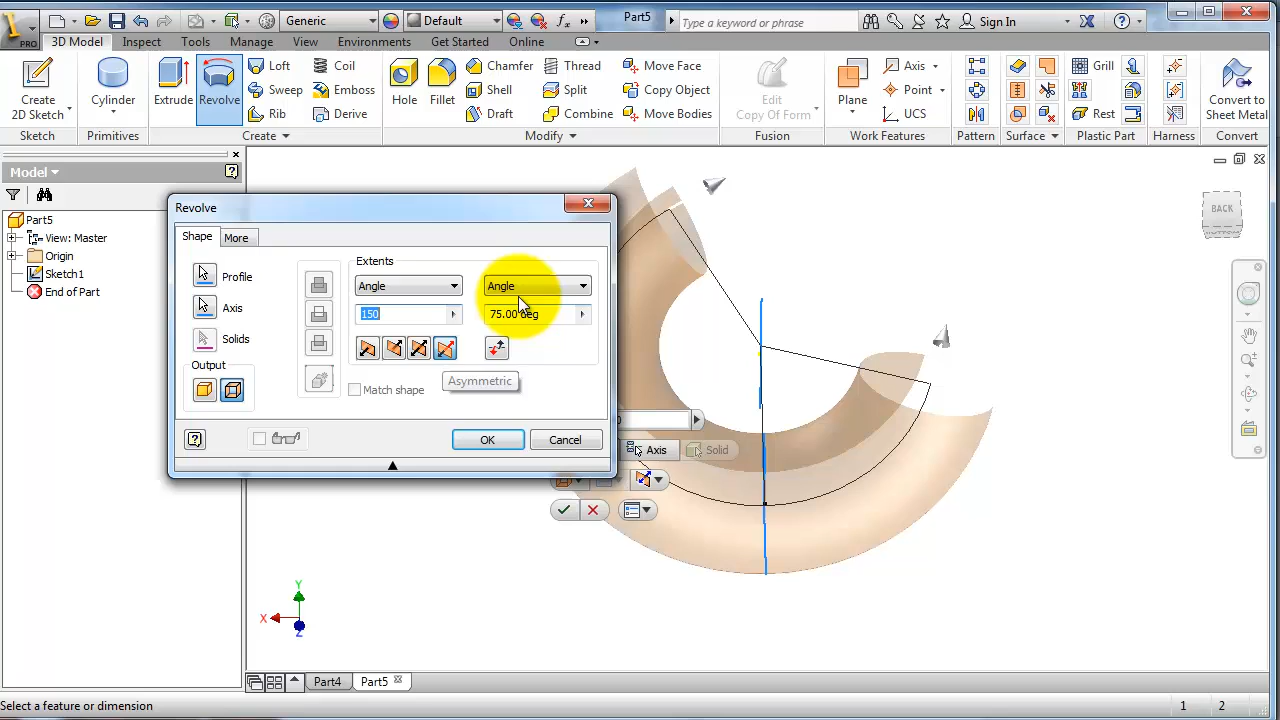 Generic
Default
Part5
Type a keyword or phrase
Sign In
PRO
3D Model
Inspect
Tools
Manage
View
Environments
Get Started
Online
Create
2D Sketch
Cylinder
Extrude
Revolve
Loft
Sweep
Rib
Coil
Emboss
Derive
Hole
Fillet
Chamfer
Shell
Draft
Thread
Split
Combine
Move Face
Copy Object
Move Bodies
Edit
Copy Of Form
Plane
Axis
Point
UCS
Grill
Rest
Convert to
Sheet Metal
Sketch
Primitives
Create
Modify
Fusion
Work Features
Pattern
Surface
Plastic Part
Harness
Convert
Model
Part5
View: Master
Origin
Sketch1
End of Part
Revolve
Shape
More
Profile
Axis
Solids
Output
Extents
Angle
Angle
150
75.00 deg
Asymmetric
Match shape
OK
Cancel
0
Axis
Solid
BACK
Y
X
Z
Part4
Part5
Select a feature or dimension
1
2